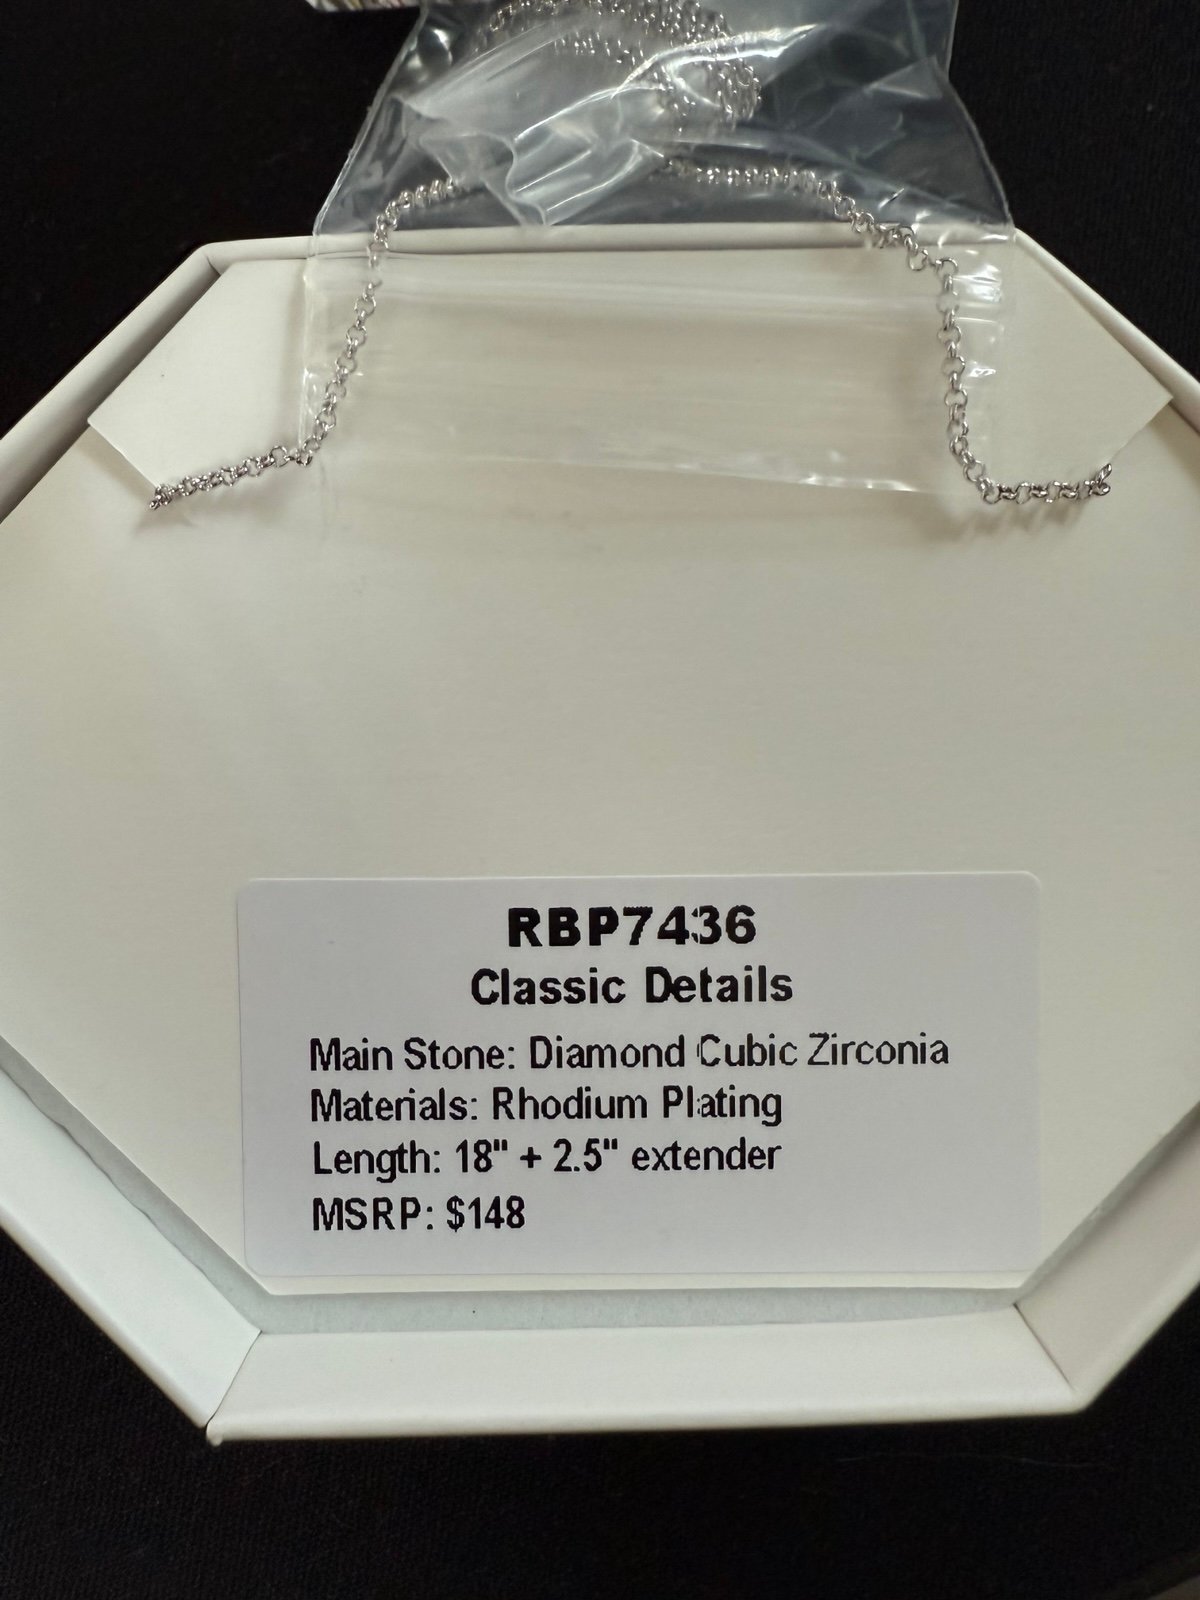 RBP7436
Classic Details
Main Stone: Diamond Cubic Zirconia
Materials: Rhodium Plating
Length: 18" + 2.5" extender
MSRP: $148